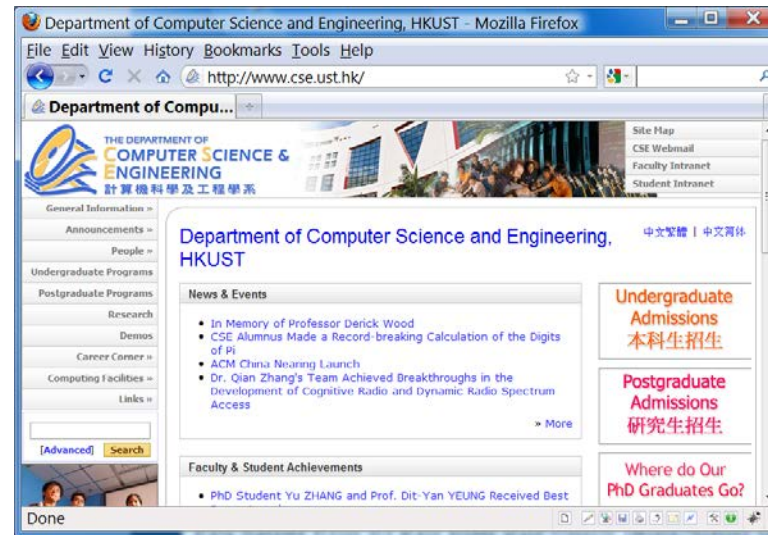 Department of Computer Science and Engineering, HKUST - Mozilla Firefox
File Edit View History Bookmarks Tools Help
http://www.cse.ust.hk/
Department of Compu...
THE DEPARTMENT OF
COMPUTER SCIENCE &
ENGINEERING
計算機科學及工程學系
Site Map
CSE Webmail
Faculty Intranet
Student Intranet
General Information »
Announcements »
People »
Undergraduate Programs
Postgraduate Programs
Research
Demos
Career Corner »
Computing Facilities »
Links »
[Advanced] Search
Department of Computer Science and Engineering,
HKUST
中文繁體 | 中文简体
News & Events
• In Memory of Professor Derick Wood
• CSE Alumnus Made a Record-breaking Calculation of the Digits
of Pi
• ACM China Nearing Launch
• Dr. Qian Zhang's Team Achieved Breakthroughs in the
Development of Cognitive Radio and Dynamic Radio Spectrum
Access
» More
Faculty & Student Achievements
• PhD Student Yu ZHANG and Prof. Dit-Yan YEUNG Received Best
Undergraduate
Admissions
本科生招生
Postgraduate
Admissions
研究生招生
Where do Our
PhD Graduates Go?
Done